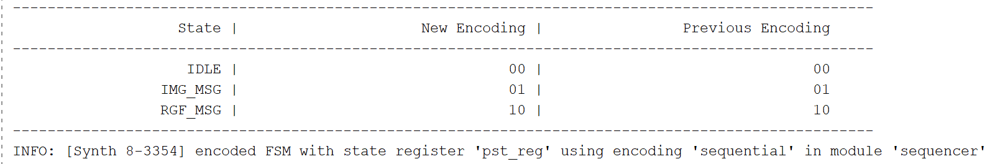 ---------------------------------------------------------------------------------------------------
                   State |                     New Encoding |                Previous Encoding 
---------------------------------------------------------------------------------------------------
                    IDLE |                               00 |                               00
                 IMG_MSG |                               01 |                               01
                 RGF_MSG |                               10 |                               10
---------------------------------------------------------------------------------------------------
INFO: [Synth 8-3354] encoded FSM with state register 'pst_reg' using encoding 'sequential' in module 'sequencer'